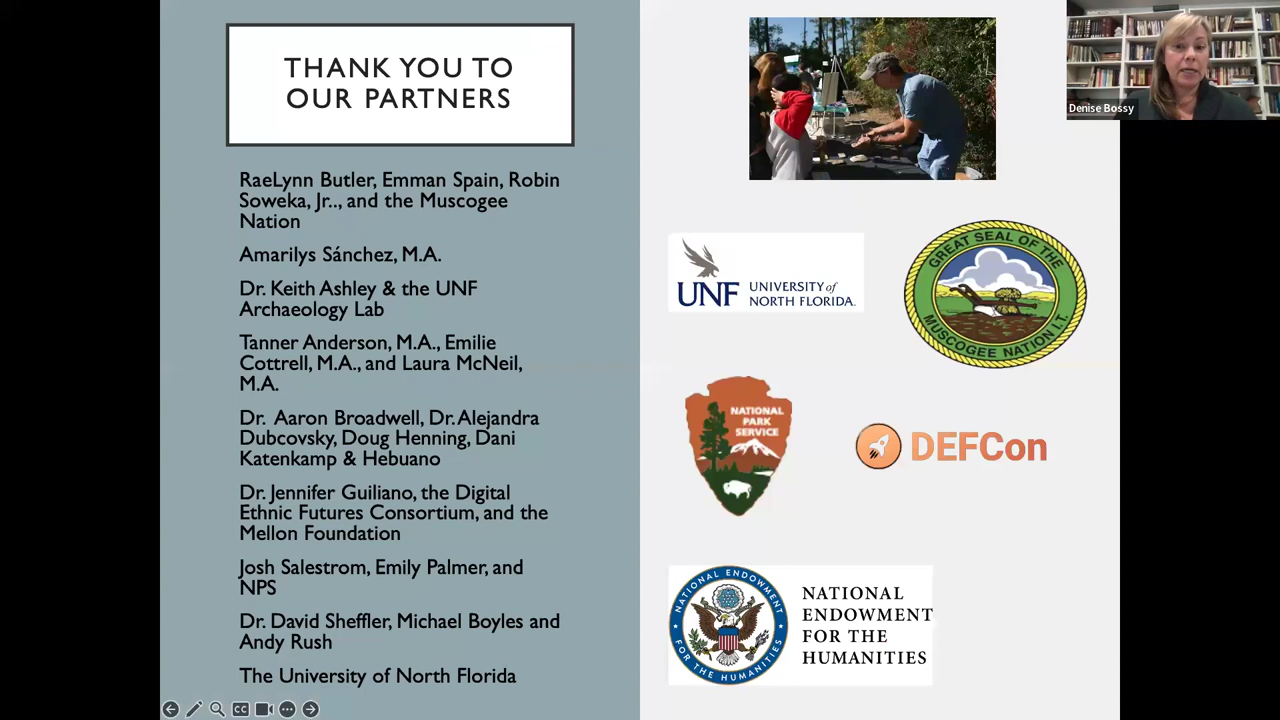 THANK YOU TO
OUR PARTNERS
RaeLynn Butler, Emman Spain, Robin
Soweka, Jr.., and the Muscogee
Nation
Amarilys Sánchez, M.A.
Dr. Keith Ashley & the UNF
Archaeology Lab
Tanner Anderson, M.A., Emilie
Cottrell, M.A., and Laura McNeil,
M.A.
Dr. Aaron Broadwell, Dr. Alejandra
Dubcovsky, Doug Henning, Dani
Katenkamp & Hebuano
Dr. Jennifer Guiliano, the Digital
Ethnic Futures Consortium, and the
Mellon Foundation
Josh Salestrom, Emily Palmer, and
NPS
Dr. David Sheffler, Michael Boyles and
Andy Rush
The University of North Florida
Denise Bossy
UNF UNIVERSITY of
NORTH FLORIDA.
GREAT SEAL OF THE
MUSCOGEE NATION I.T.
NATIONAL
PARK
SERVICE
DEFCon
NATIONAL ENDOWMENT
FOR THE HUMANITIES
NATIONAL
ENDOWMENT
FOR THE
HUMANITIES
CC